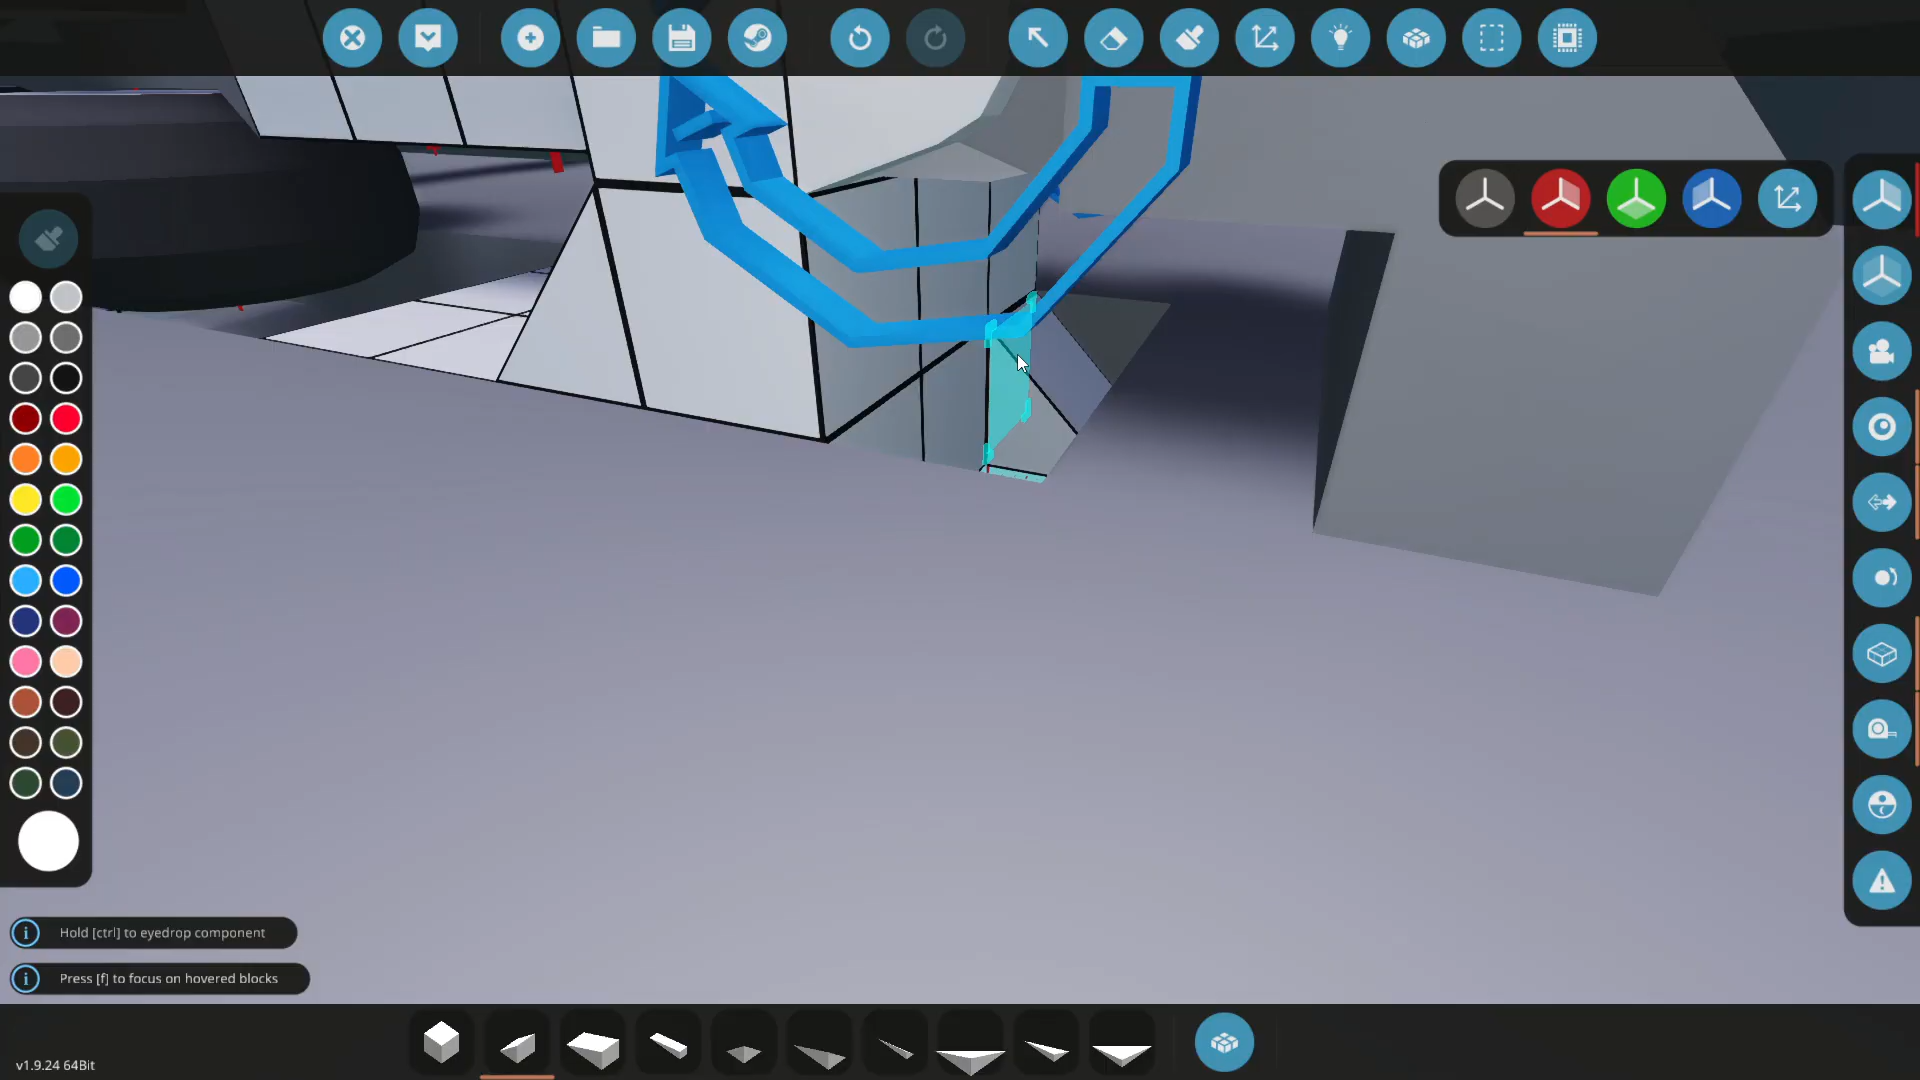 Hold [ctrl] to eyedrop component
Press [f] to focus on hovered blocks
v1.9.24 64Bit